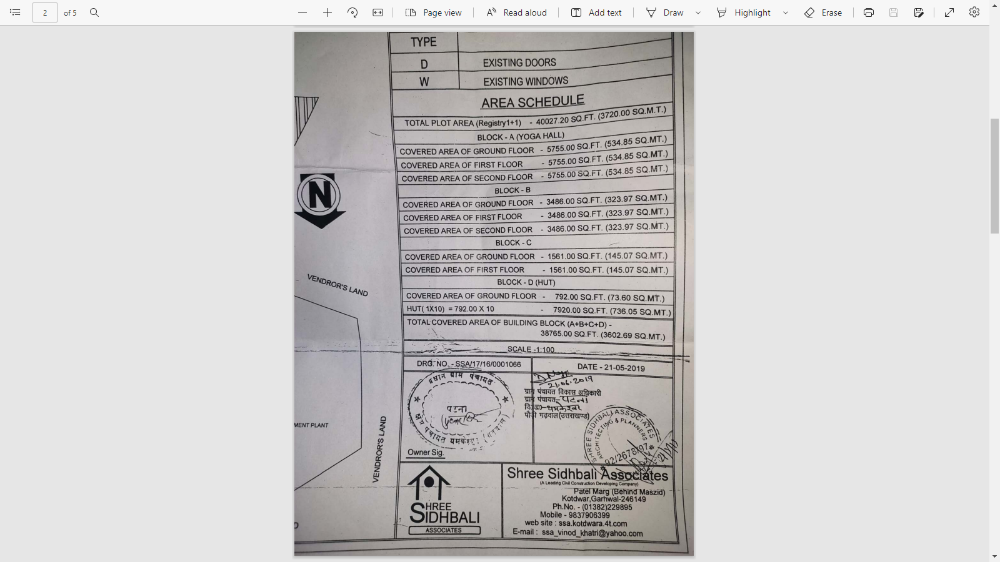 2 of 5
Page view
Read aloud
Add text
Draw
Highlight
Erase
TYPE
D EXISTING DOORS
W EXISTING WINDOWS
AREA SCHEDULE
TOTAL PLOT AREA (Registry1+1) - 40027.20 SQ.FT. (3720.00 SQ.M.T.)
BLOCK - A (YOGA HALL)
COVERED AREA OF GROUND FLOOR - 5755.00 SQ.FT. (534.85 SQ.MT.)
COVERED AREA OF FIRST FLOOR - 5755.00 SQ.FT. (534.85 SQ.MT.)
COVERED AREA OF SECOND FLOOR - 5755.00 SQ.FT. (534.85 SQ.MT.)
BLOCK - B
COVERED AREA OF GROUND FLOOR - 3486.00 SQ.FT. (323.97 SQ.MT.)
COVERED AREA OF FIRST FLOOR - 3486.00 SQ.FT. (323.97 SQ.MT.)
COVERED AREA OF SECOND FLOOR - 3486.00 SQ.FT. (323.97 SQ.MT.)
BLOCK - C
COVERED AREA OF GROUND FLOOR - 1561.00 SQ.FT. (145.07 SQ.MT.)
COVERED AREA OF FIRST FLOOR - 1561.00 SQ.FT. (145.07 SQ.MT.)
BLOCK - D (HUT)
COVERED AREA OF GROUND FLOOR - 792.00 SQ.FT. (73.60 SQ.MT.)
HUT( 1X10) = 792.00 X 10 - 7920.00 SQ.FT. (736.05 SQ.MT.)
TOTAL COVERED AREA OF BUILDING BLOCK (A+B+C+D) -
38765.00 SQ.FT. (3602.69 SQ.MT.)
SCALE -1:100
DRG. NO. - SSA/17/16/0001066
DATE - 21-05-2019
N
VENDROR'S LAND
MENT PLANT
VENDROR'S LAND
प्रधान ग्राम पंचायत
पटना
क्षेत्र पंचायत यमकेश्वर
Owner Sig.
21.06.2019
ग्राम पंचायत विकास अधिकारी
ग्राम पंचायत- पटना
वि०ख०- यमकेश्वर
पौड़ी गढ़वाल(उत्तराखण्ड)
SHREE SIDHBALI ASSOCIATES
ARCHITECTING & PLANNERS
92/2678/97
SHREE
SIDHBALI
ASSOCIATES
Shree Sidhbali Associates
(A Leading Civil Construction Developing Company)
Patel Marg (Behind Maszid)
Kotdwar,Garhwal-246149
Ph.No. - (01382)229895
Mobile - 9837906399
web site : ssa.kotdwara.4t.com
E-mail : ssa_vinod_khatri@yahoo.com